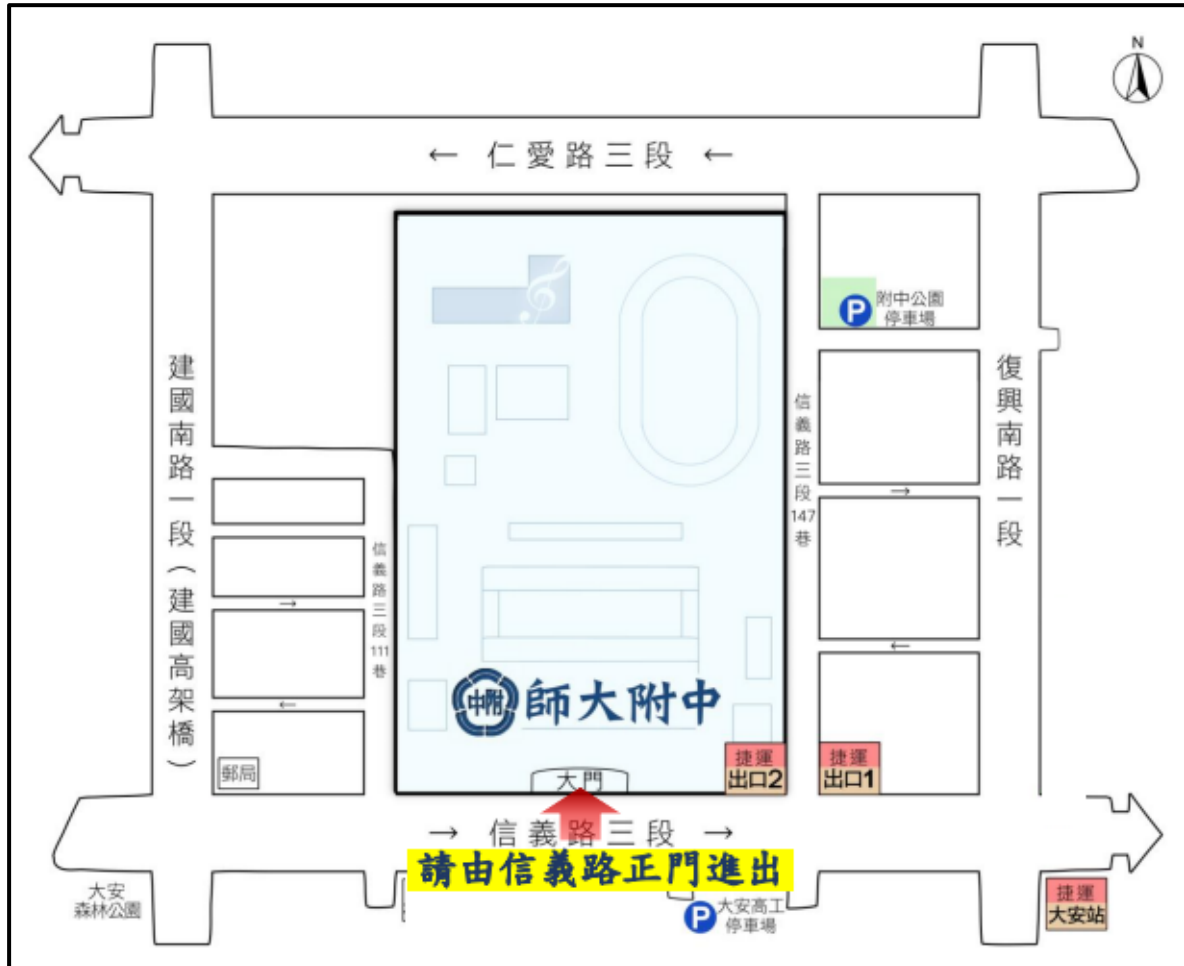 N
← 仁愛路三段 ←
附中公園
停車場
建國南路一段（建國高架橋）
復興南路一段
信義路三段147巷
→
信義路三段111巷
→
←
←
中附
師大附中
郵局
捷運
出口2
捷運
出口1
大門
→ 信義路三段 →
請由信義路正門進出
大安
森林公園
P
P
大安高工
停車場
捷運
大安站